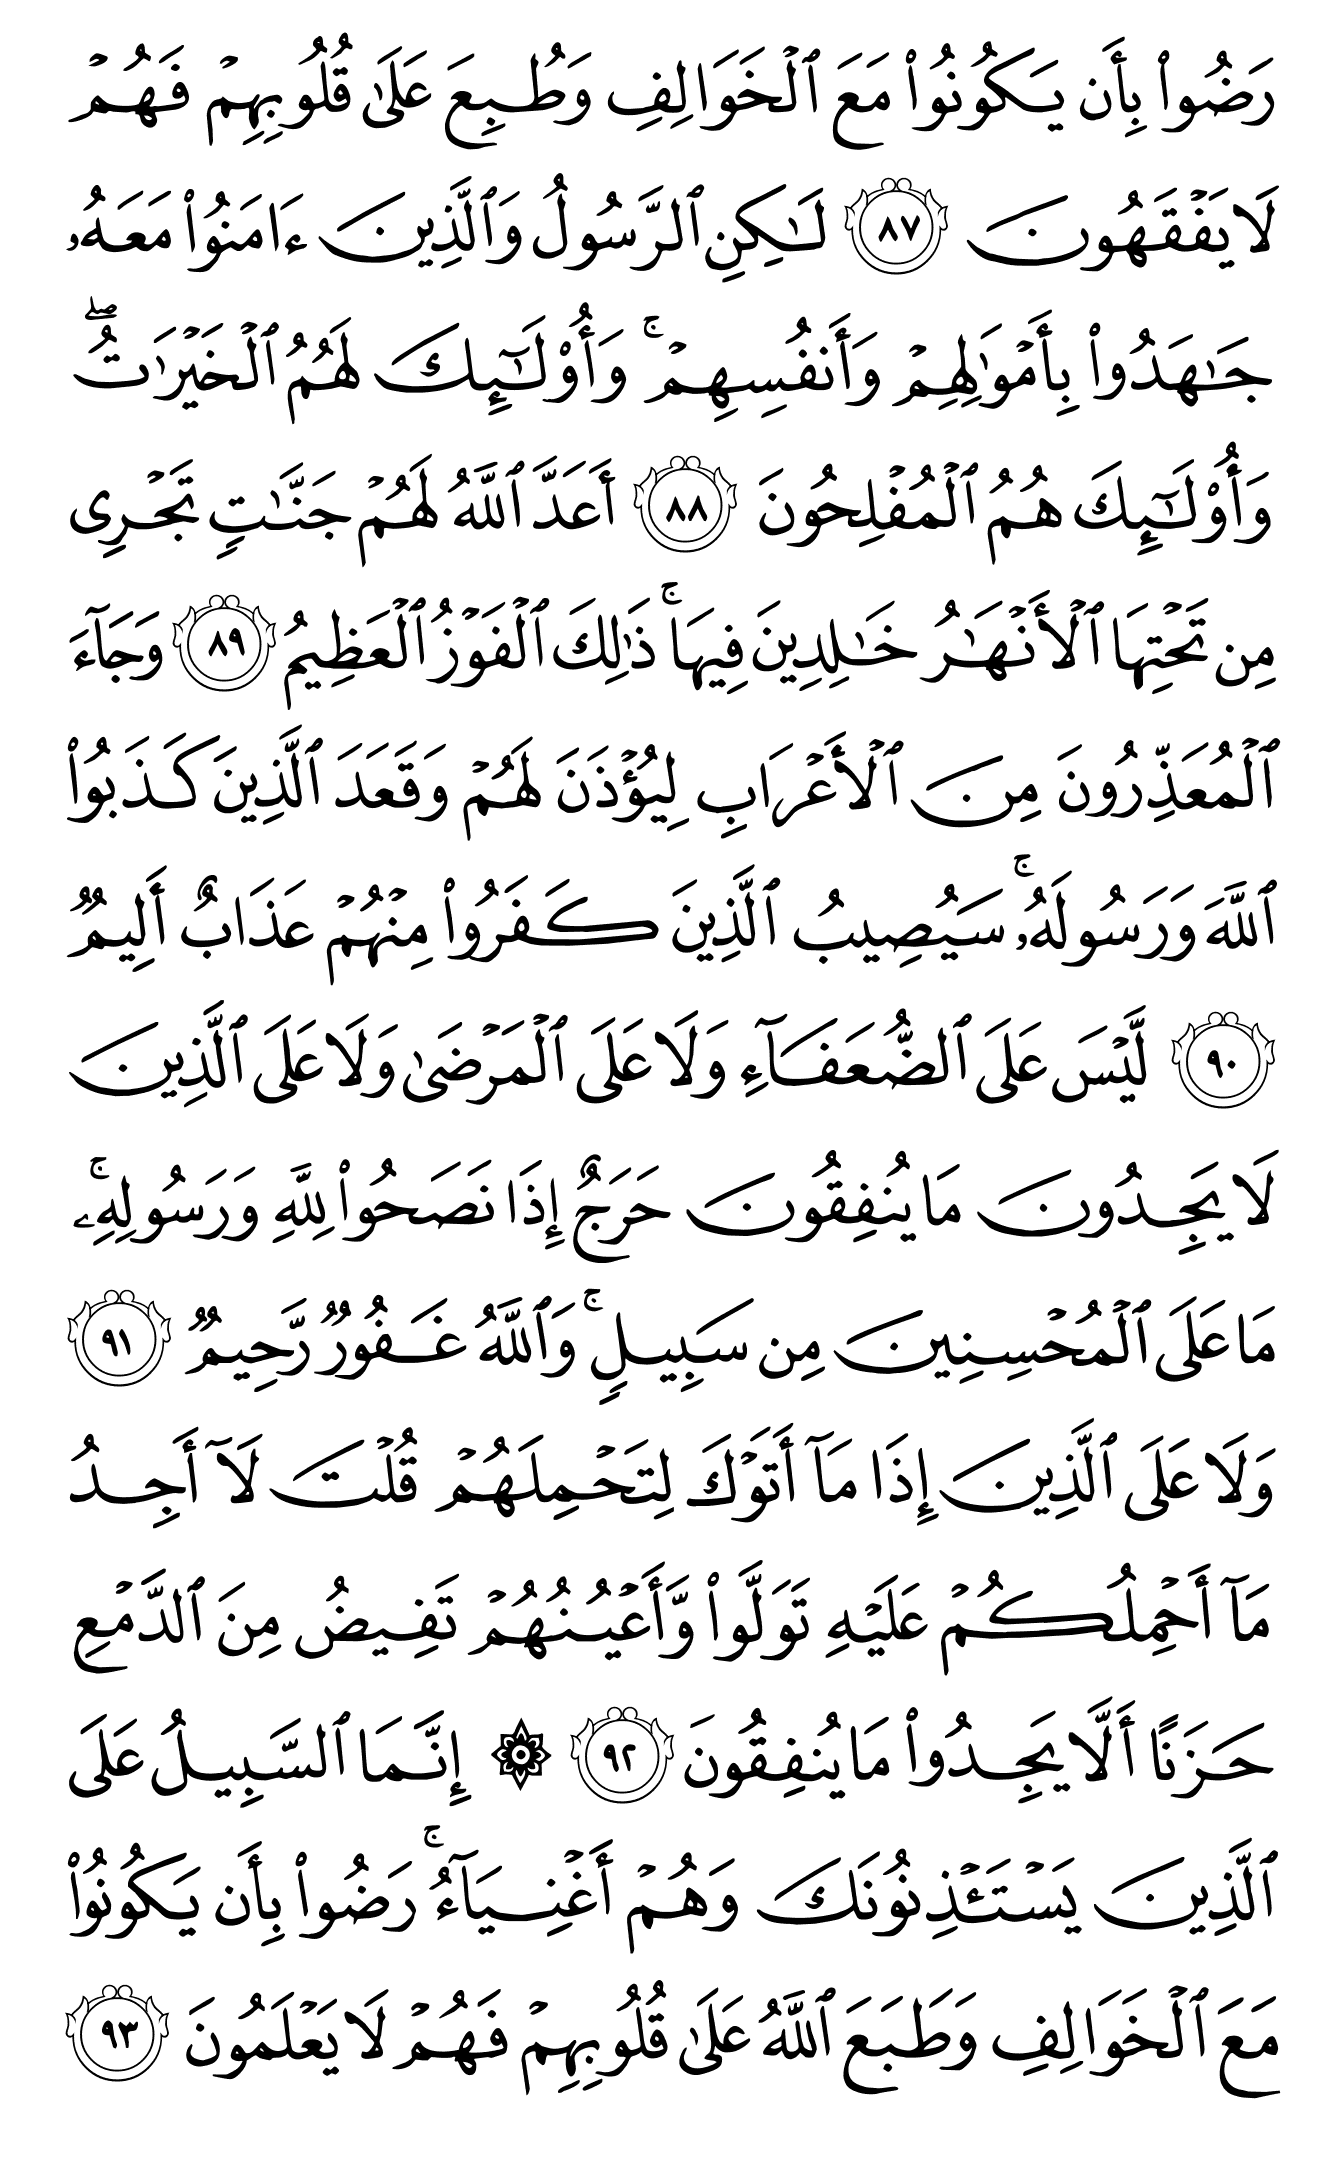 رَضُوا۟ بِأَن يَكُونُوا۟ مَعَ ٱلْخَوَالِفِ وَطُبِعَ عَلَىٰ قُلُوبِهِمْ فَهُمْ
لَا يَفْقَهُونَ ٨٧ لَـٰكِنِ ٱلرَّسُولُ وَٱلَّذِينَ ءَامَنُوا۟ مَعَهُۥ
جَـٰهَدُوا۟ بِأَمْوَٰلِهِمْ وَأَنفُسِهِمْ ۚ وَأُو۟لَـٰٓئِكَ لَهُمُ ٱلْخَيْرَٰتُ ۖ
وَأُو۟لَـٰٓئِكَ هُمُ ٱلْمُفْلِحُونَ ٨٨ أَعَدَّ ٱللَّهُ لَهُمْ جَنَّـٰتٍ تَجْرِى
مِن تَحْتِهَا ٱلْأَنْهَـٰرُ خَـٰلِدِينَ فِيهَا ۚ ذَٰلِكَ ٱلْفَوْزُ ٱلْعَظِيمُ ٨٩ وَجَآءَ
ٱلْمُعَذِّرُونَ مِنَ ٱلْأَعْرَابِ لِيُؤْذَنَ لَهُمْ وَقَعَدَ ٱلَّذِينَ كَذَبُوا۟
ٱللَّهَ وَرَسُولَهُۥ ۚ سَيُصِيبُ ٱلَّذِينَ كَفَرُوا۟ مِنْهُمْ عَذَابٌ أَلِيمٌ
٩٠ لَّيْسَ عَلَى ٱلضُّعَفَآءِ وَلَا عَلَى ٱلْمَرْضَىٰ وَلَا عَلَى ٱلَّذِينَ
لَا يَجِدُونَ مَا يُنفِقُونَ حَرَجٌ إِذَا نَصَحُوا۟ لِلَّهِ وَرَسُولِهِۦ ۚ
مَا عَلَى ٱلْمُحْسِنِينَ مِن سَبِيلٍ ۚ وَٱللَّهُ غَفُورٌ رَّحِيمٌ ٩١
وَلَا عَلَى ٱلَّذِينَ إِذَا مَآ أَتَوْكَ لِتَحْمِلَهُمْ قُلْتَ لَآ أَجِدُ
مَآ أَحْمِلُكُمْ عَلَيْهِ تَوَلَّوا۟ وَّأَعْيُنُهُمْ تَفِيضُ مِنَ ٱلدَّمْعِ
حَزَنًا أَلَّا يَجِدُوا۟ مَا يُنفِقُونَ ٩٢ ۞ إِنَّمَا ٱلسَّبِيلُ عَلَى
ٱلَّذِينَ يَسْتَـْٔذِنُونَكَ وَهُمْ أَغْنِيَآءُ ۚ رَضُوا۟ بِأَن يَكُونُوا۟
مَعَ ٱلْخَوَالِفِ وَطَبَعَ ٱللَّهُ عَلَىٰ قُلُوبِهِمْ فَهُمْ لَا يَعْلَمُونَ ٩٣